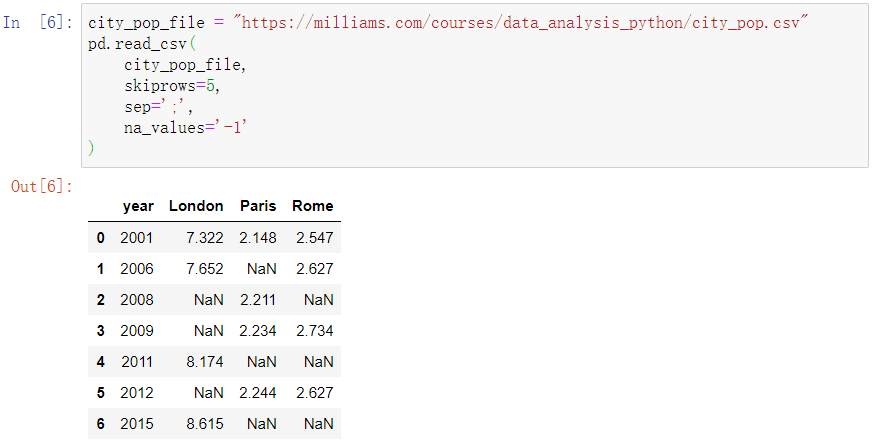 In [6]: city_pop_file = "https://milliams.com/courses/data_analysis_python/city_pop.csv"
pd.read_csv(
    city_pop_file,
    skiprows=5,
    sep=';',
    na_values='-1'
)
Out[6]:
year London Paris Rome
0 2001 7.322 2.148 2.547
1 2006 7.652 NaN 2.627
2 2008 NaN 2.211 NaN
3 2009 NaN 2.234 2.734
4 2011 8.174 NaN NaN
5 2012 NaN 2.244 2.627
6 2015 8.615 NaN NaN